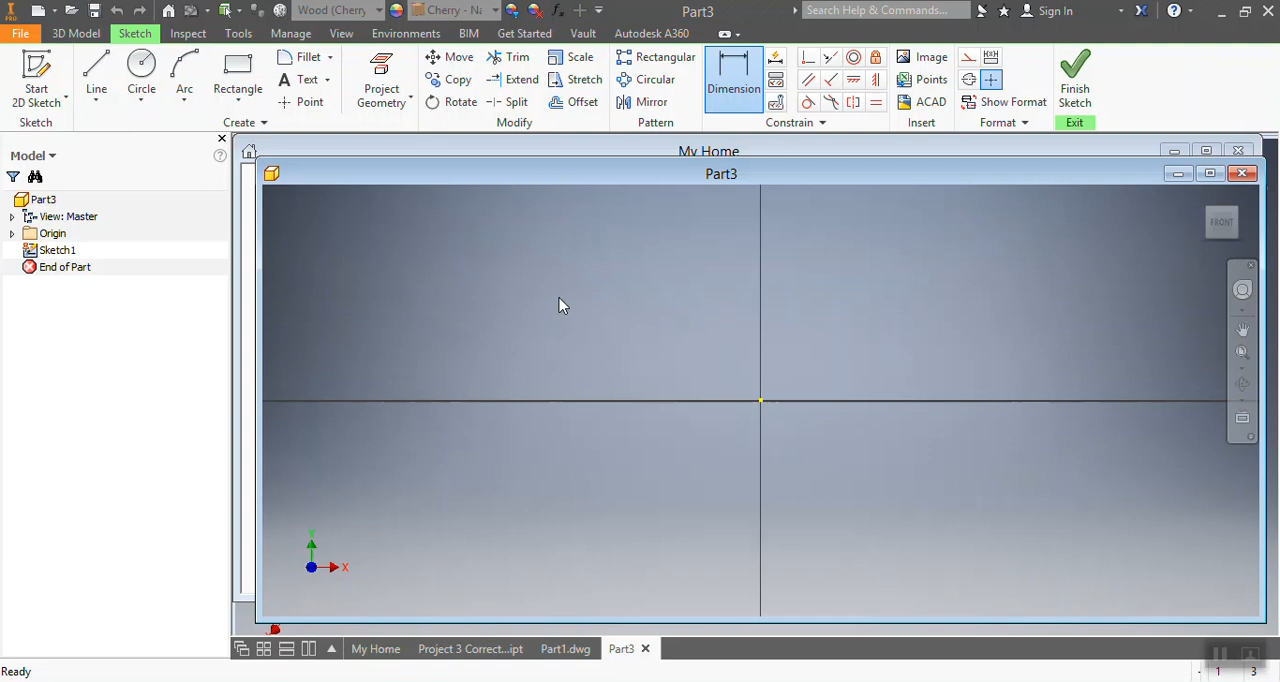 PRO
Wood (Cherry
Cherry - Na
Part3
Search Help & Commands...
Sign In
File
3D Model
Sketch
Inspect
Tools
Manage
View
Environments
BIM
Get Started
Vault
Autodesk A360
Start
2D Sketch
Line
Circle
Arc
Rectangle
Fillet
Text
Point
Project
Geometry
Move
Copy
Rotate
Trim
Extend
Split
Scale
Stretch
Offset
Rectangular
Circular
Mirror
Dimension
Image
Points
ACAD
Show Format
Finish
Sketch
Sketch
Create
Modify
Pattern
Constrain
Insert
Format
Exit
Model
Part3
View: Master
Origin
Sketch1
End of Part
My Home
Part3
FRONT
Y
X
My Home
Project 3 Correct...ipt
Part1.dwg
Part3
Ready
1
3